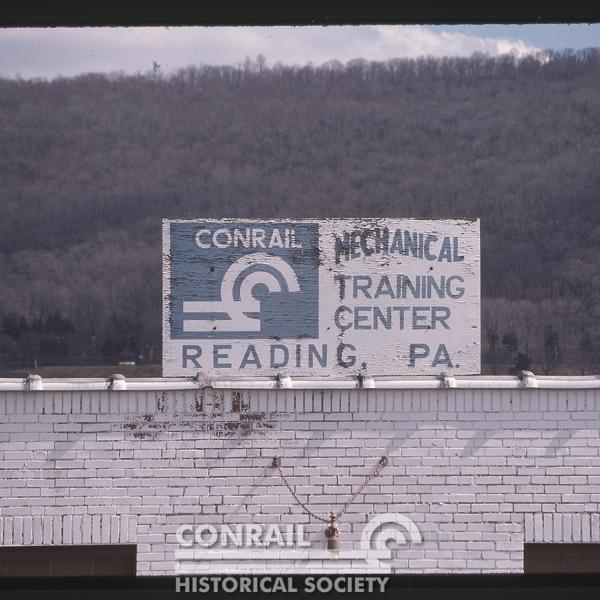 CONRAIL
MECHANICAL
TRAINING
CENTER
READING, PA.
CONRAIL
HISTORICAL SOCIETY